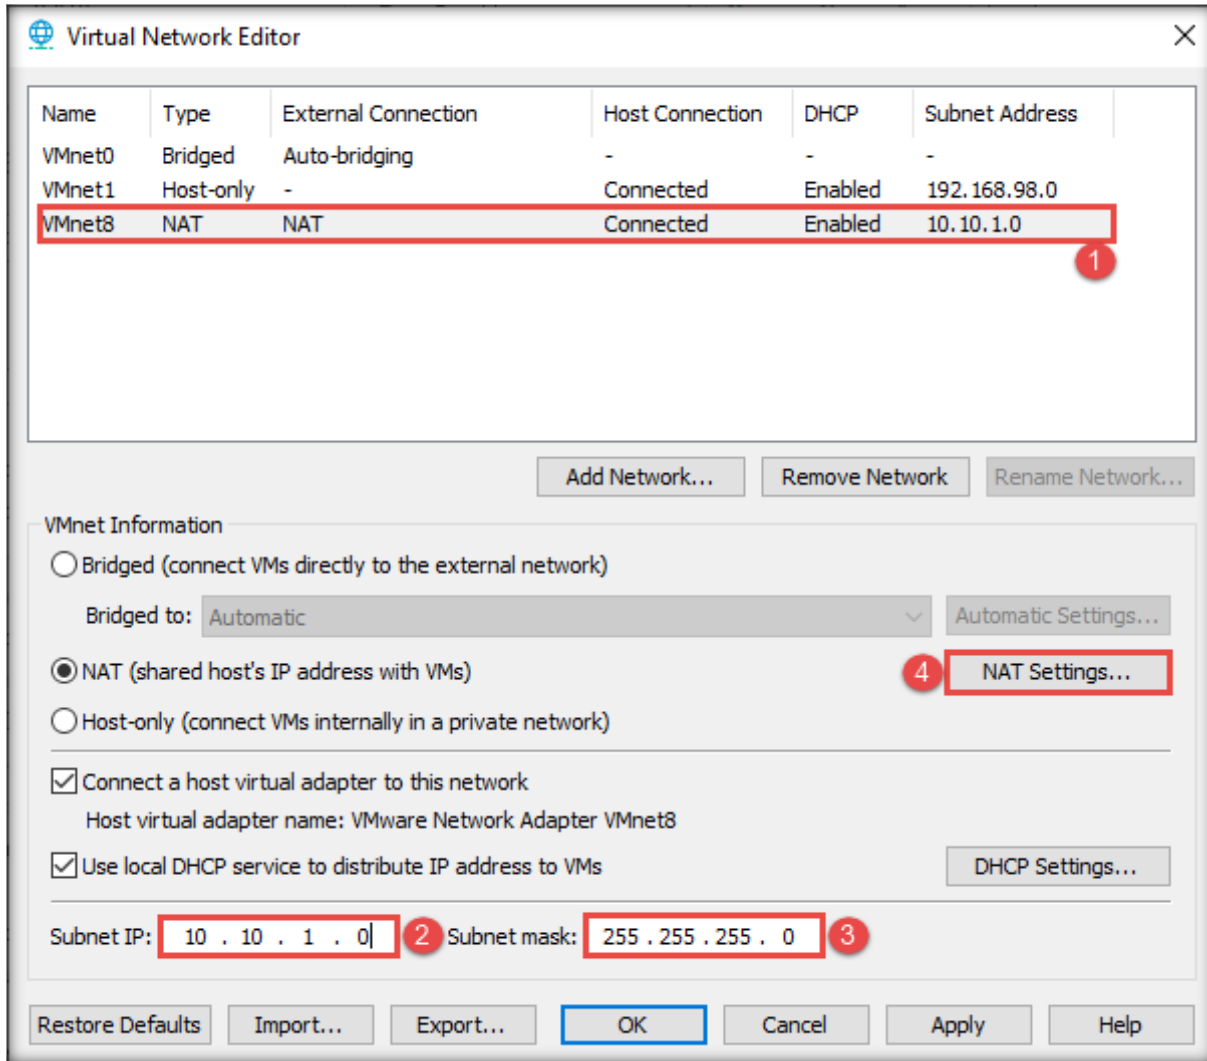 Virtual Network Editor
Name Type External Connection Host Connection DHCP Subnet Address
VMnet0 Bridged Auto-bridging - - -
VMnet1 Host-only - Connected Enabled 192.168.98.0
VMnet8 NAT NAT Connected Enabled 10.10.1.0
1
Add Network... Remove Network Rename Network...
VMnet Information
Bridged (connect VMs directly to the external network)
Bridged to: Automatic Automatic Settings...
NAT (shared host's IP address with VMs) 4 NAT Settings...
Host-only (connect VMs internally in a private network)
Connect a host virtual adapter to this network
Host virtual adapter name: VMware Network Adapter VMnet8
Use local DHCP service to distribute IP address to VMs DHCP Settings...
Subnet IP: 10 . 10 . 1 . 0 2 Subnet mask: 255 . 255 . 255 . 0 3
Restore Defaults Import... Export... OK Cancel Apply Help